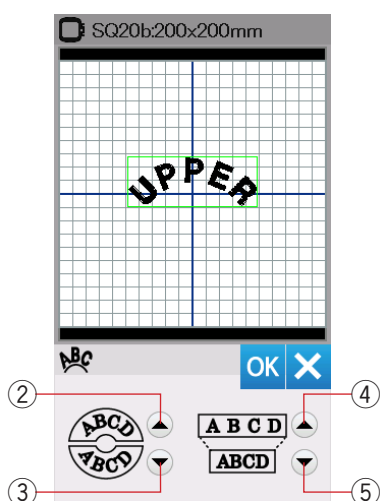 SQ20b:200x200mm
UPPER
ABC
OK
② ④
ABCD A B C D
ABCD ABCD
③ ⑤